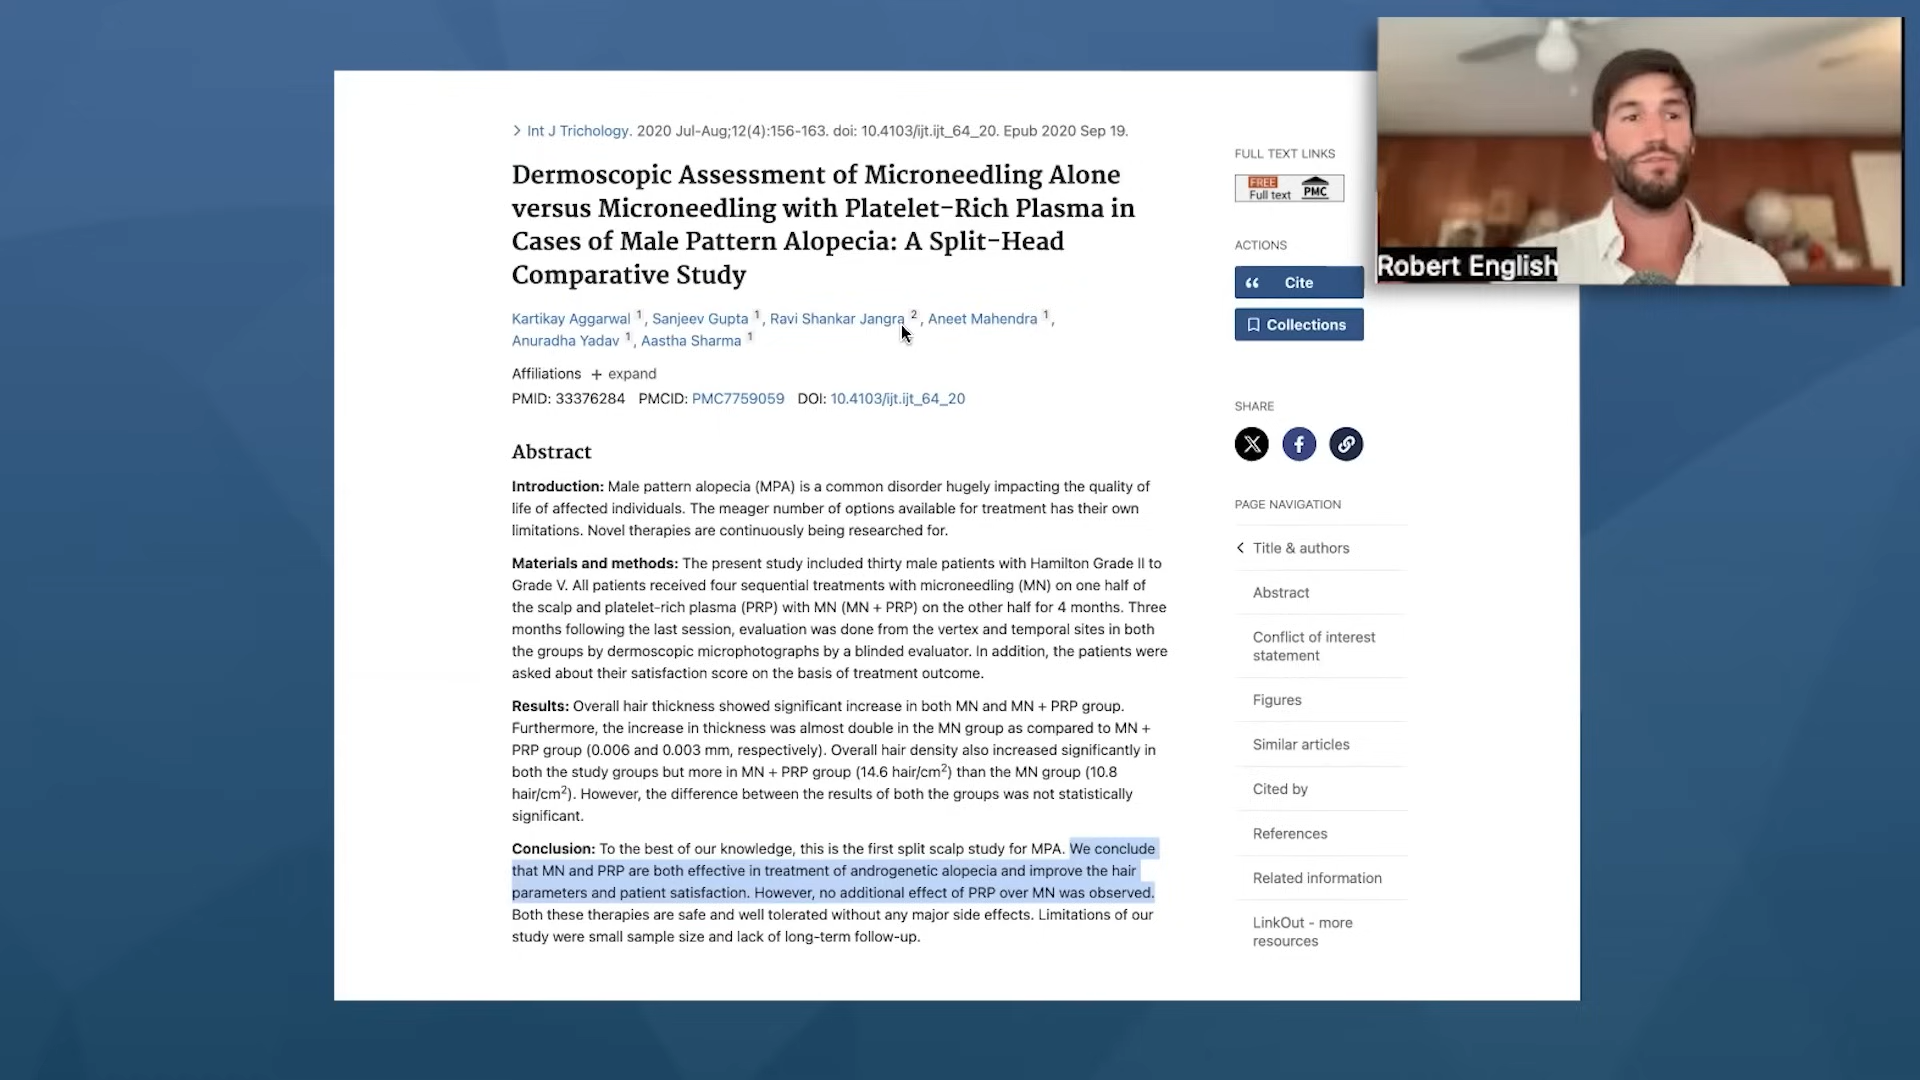 Int J Trichology. 2020 Jul-Aug;12(4):156-163. doi: 10.4103/ijt.ijt_64_20. Epub 2020 Sep 19.
Dermoscopic Assessment of Microneedling Alone
versus Microneedling with Platelet-Rich Plasma in
Cases of Male Pattern Alopecia: A Split-Head
Comparative Study
Kartikay Aggarwal 1, Sanjeev Gupta 1, Ravi Shankar Jangra 2, Aneet Mahendra 1,
Anuradha Yadav 1, Aastha Sharma 1
Affiliations + expand
PMID: 33376284 PMCID: PMC7759059 DOI: 10.4103/ijt.ijt_64_20
Abstract
Introduction: Male pattern alopecia (MPA) is a common disorder hugely impacting the quality of
life of affected individuals. The meager number of options available for treatment has their own
limitations. Novel therapies are continuously being researched for.
Materials and methods: The present study included thirty male patients with Hamilton Grade II to
Grade V. All patients received four sequential treatments with microneedling (MN) on one half of
the scalp and platelet-rich plasma (PRP) with MN (MN + PRP) on the other half for 4 months. Three
months following the last session, evaluation was done from the vertex and temporal sites in both
the groups by dermoscopic microphotographs by a blinded evaluator. In addition, the patients were
asked about their satisfaction score on the basis of treatment outcome.
Results: Overall hair thickness showed significant increase in both MN and MN + PRP group.
Furthermore, the increase in thickness was almost double in the MN group as compared to MN +
PRP group (0.006 and 0.003 mm, respectively). Overall hair density also increased significantly in
both the study groups but more in MN + PRP group (14.6 hair/cm2) than the MN group (10.8
hair/cm2). However, the difference between the results of both the groups was not statistically
significant.
Conclusion: To the best of our knowledge, this is the first split scalp study for MPA. We conclude
that MN and PRP are both effective in treatment of androgenetic alopecia and improve the hair
parameters and patient satisfaction. However, no additional effect of PRP over MN was observed.
Both these therapies are safe and well tolerated without any major side effects. Limitations of our
study were small sample size and lack of long-term follow-up.
FULL TEXT LINKS
FREE
Full text PMC
ACTIONS
Cite
Collections
SHARE
PAGE NAVIGATION
Title & authors
Abstract
Conflict of interest
statement
Figures
Similar articles
Cited by
References
Related information
LinkOut - more
resources
Robert English